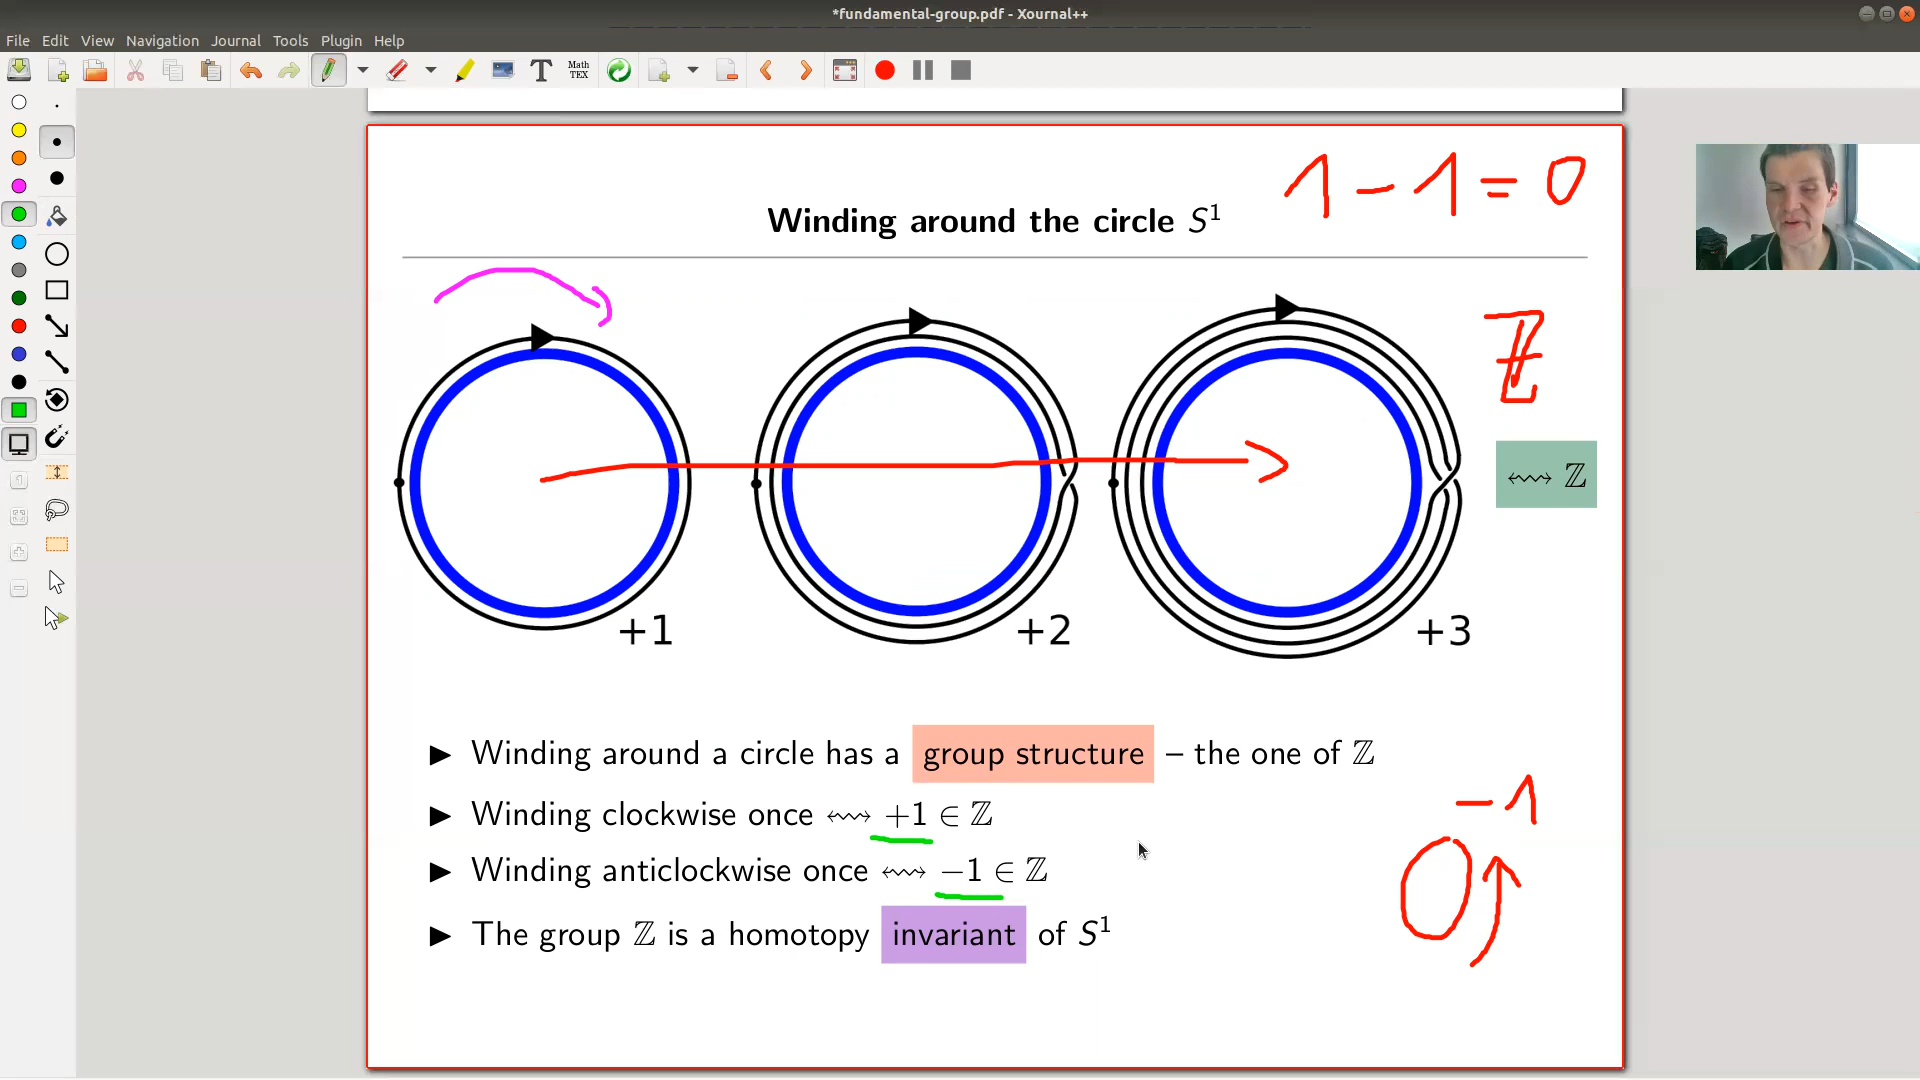 *fundamental-group.pdf - Xournal++
File Edit View Navigation Journal Tools Plugin Help
T Math TEX
1 - 1 = 0
Winding around the circle S¹
ℤ
⇝ ℤ
+1
+2
+3
▶ Winding around a circle has a group structure – the one of ℤ
▶ Winding clockwise once ↭ +1 ∈ ℤ
▶ Winding anticlockwise once ↭ −1 ∈ ℤ
▶ The group ℤ is a homotopy invariant of S¹
-1